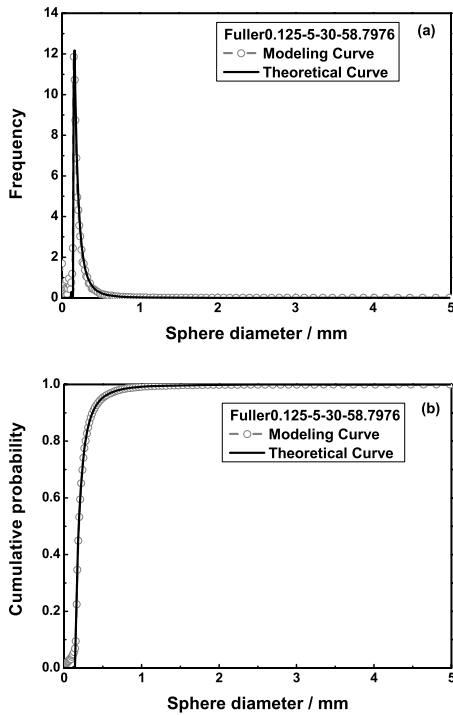 14
12
10
8
6
4
2
0
Frequency
Fuller0.125-5-30-58.7976
Modeling Curve
Theoretical Curve
(a)
0 1 2 3 4 5
Sphere diameter / mm
1.0
0.8
0.6
0.4
0.2
0.0
Cumulative probability
Fuller0.125-5-30-58.7976
Modeling Curve
Theoretical Curve
(b)
0 1 2 3 4 5
Sphere diameter / mm